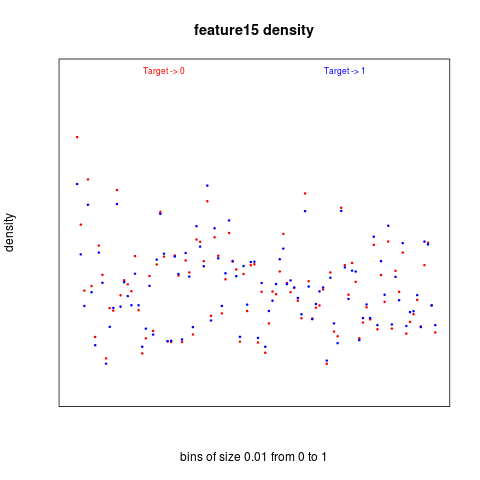 feature15 density
Target -> 0 Target -> 1
density
bins of size 0.01 from 0 to 1